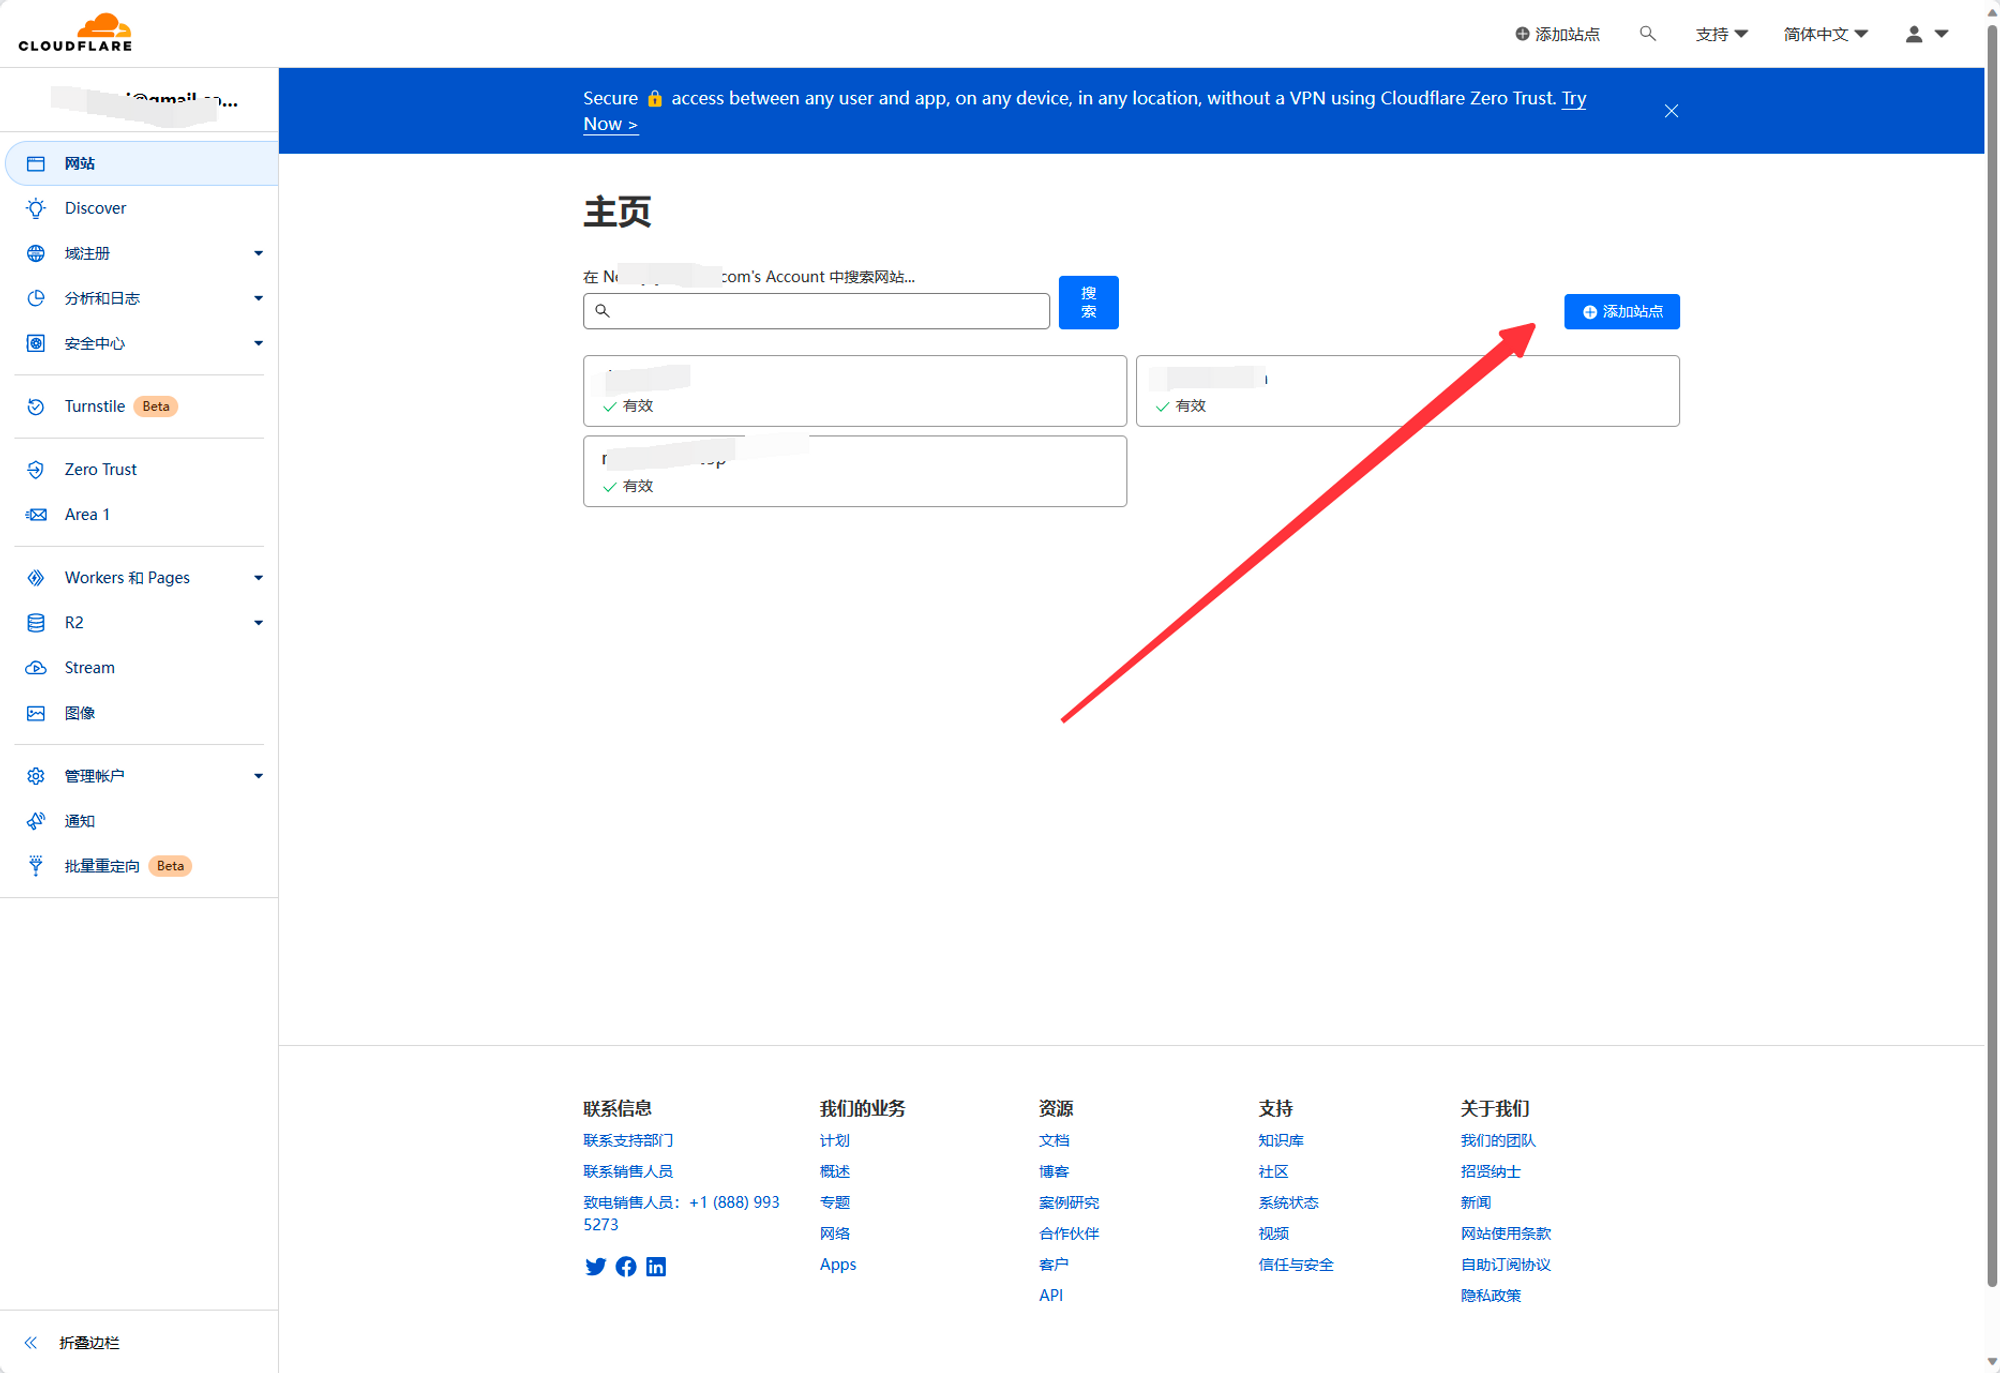 CLOUDFLARE
添加站点
支持
简体中文
@gmail.co...
网站
Discover
域注册
分析和日志
安全中心
Turnstile Beta
Zero Trust
Area 1
Workers 和 Pages
R2
Stream
图像
管理帐户
通知
批量重定向 Beta
折叠边栏
Secure 🔒 access between any user and app, on any device, in any location, without a VPN using Cloudflare Zero Trust. Try
Now >
主页
在 Ne com's Account 中搜索网站...
搜
索
添加站点
有效
有效
有效
联系信息
联系支持部门
联系销售人员
致电销售人员：+1 (888) 993
5273
我们的业务
计划
概述
专题
网络
Apps
资源
文档
博客
案例研究
合作伙伴
客户
API
支持
知识库
社区
系统状态
视频
信任与安全
关于我们
我们的团队
招贤纳士
新闻
网站使用条款
自助订阅协议
隐私政策